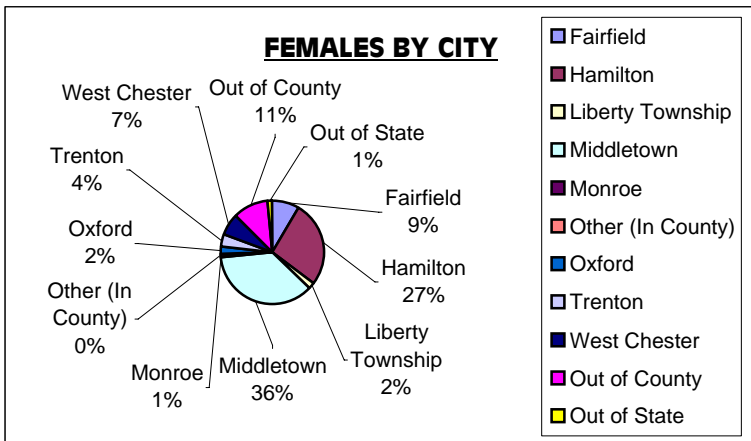 FEMALES BY CITY
West Chester
7%
Out of County
11%
Out of State
1%
Trenton
4%
Fairfield
9%
Oxford
2%
Hamilton
27%
Other (In
County)
0%
Liberty
Township
2%
Monroe
1%
Middletown
36%
Fairfield
Hamilton
Liberty Township
Middletown
Monroe
Other (In County)
Oxford
Trenton
West Chester
Out of County
Out of State